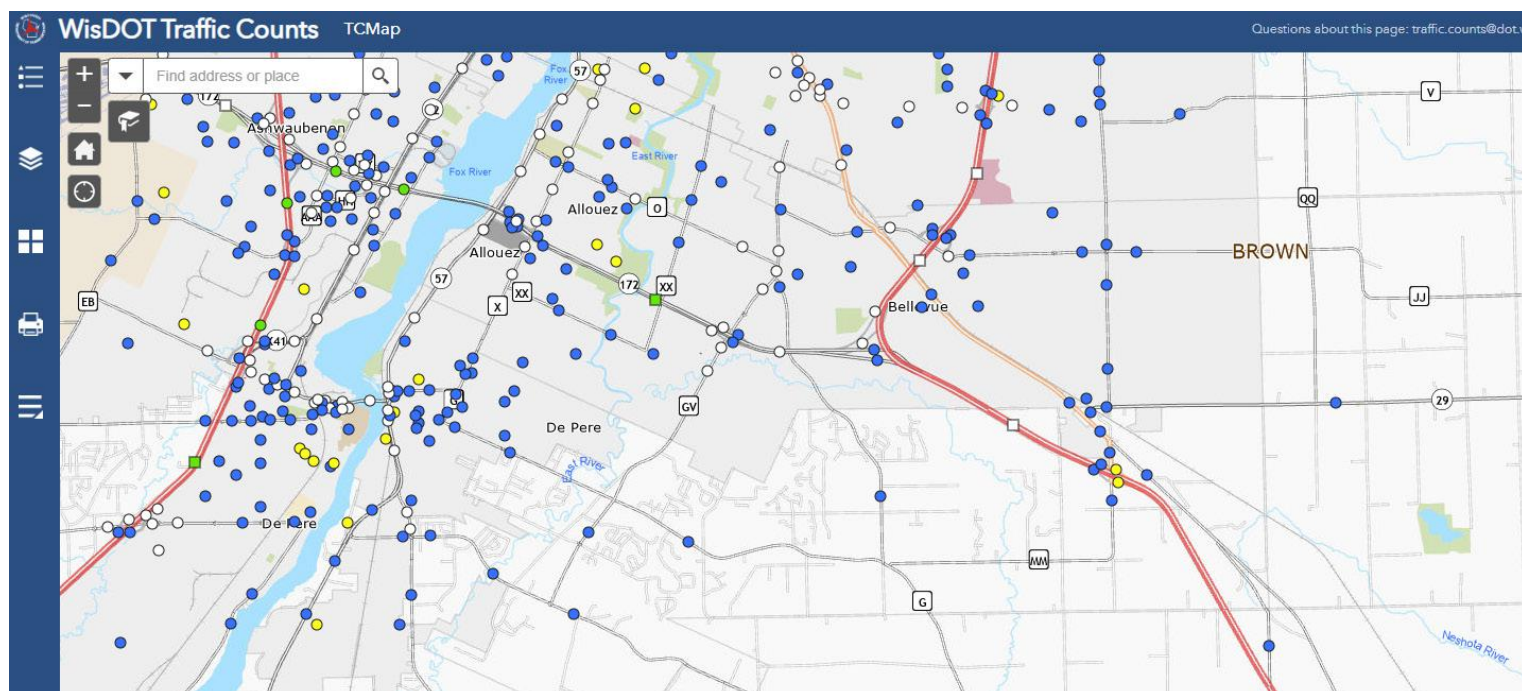 WisDOT Traffic Counts TCMap
Questions about this page: traffic.counts@dot.w
Find address or place
Fox
River
57
172
V
Ashwaubenon
East River
Fox River
QQ
AAA
Allouez
O
Allouez
BROWN
57
172
XX
EB
XX
X
Bellevue
JJ
GV
29
De Pere
East River
De Pere
MM
G
Neshota River